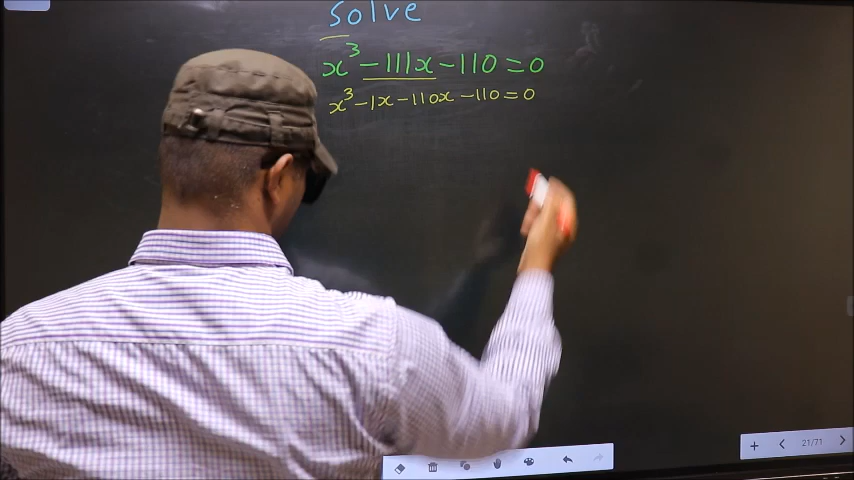 Solve
x³ - 111x - 110 = 0
x³ - 1x - 110x - 110 = 0
21/71